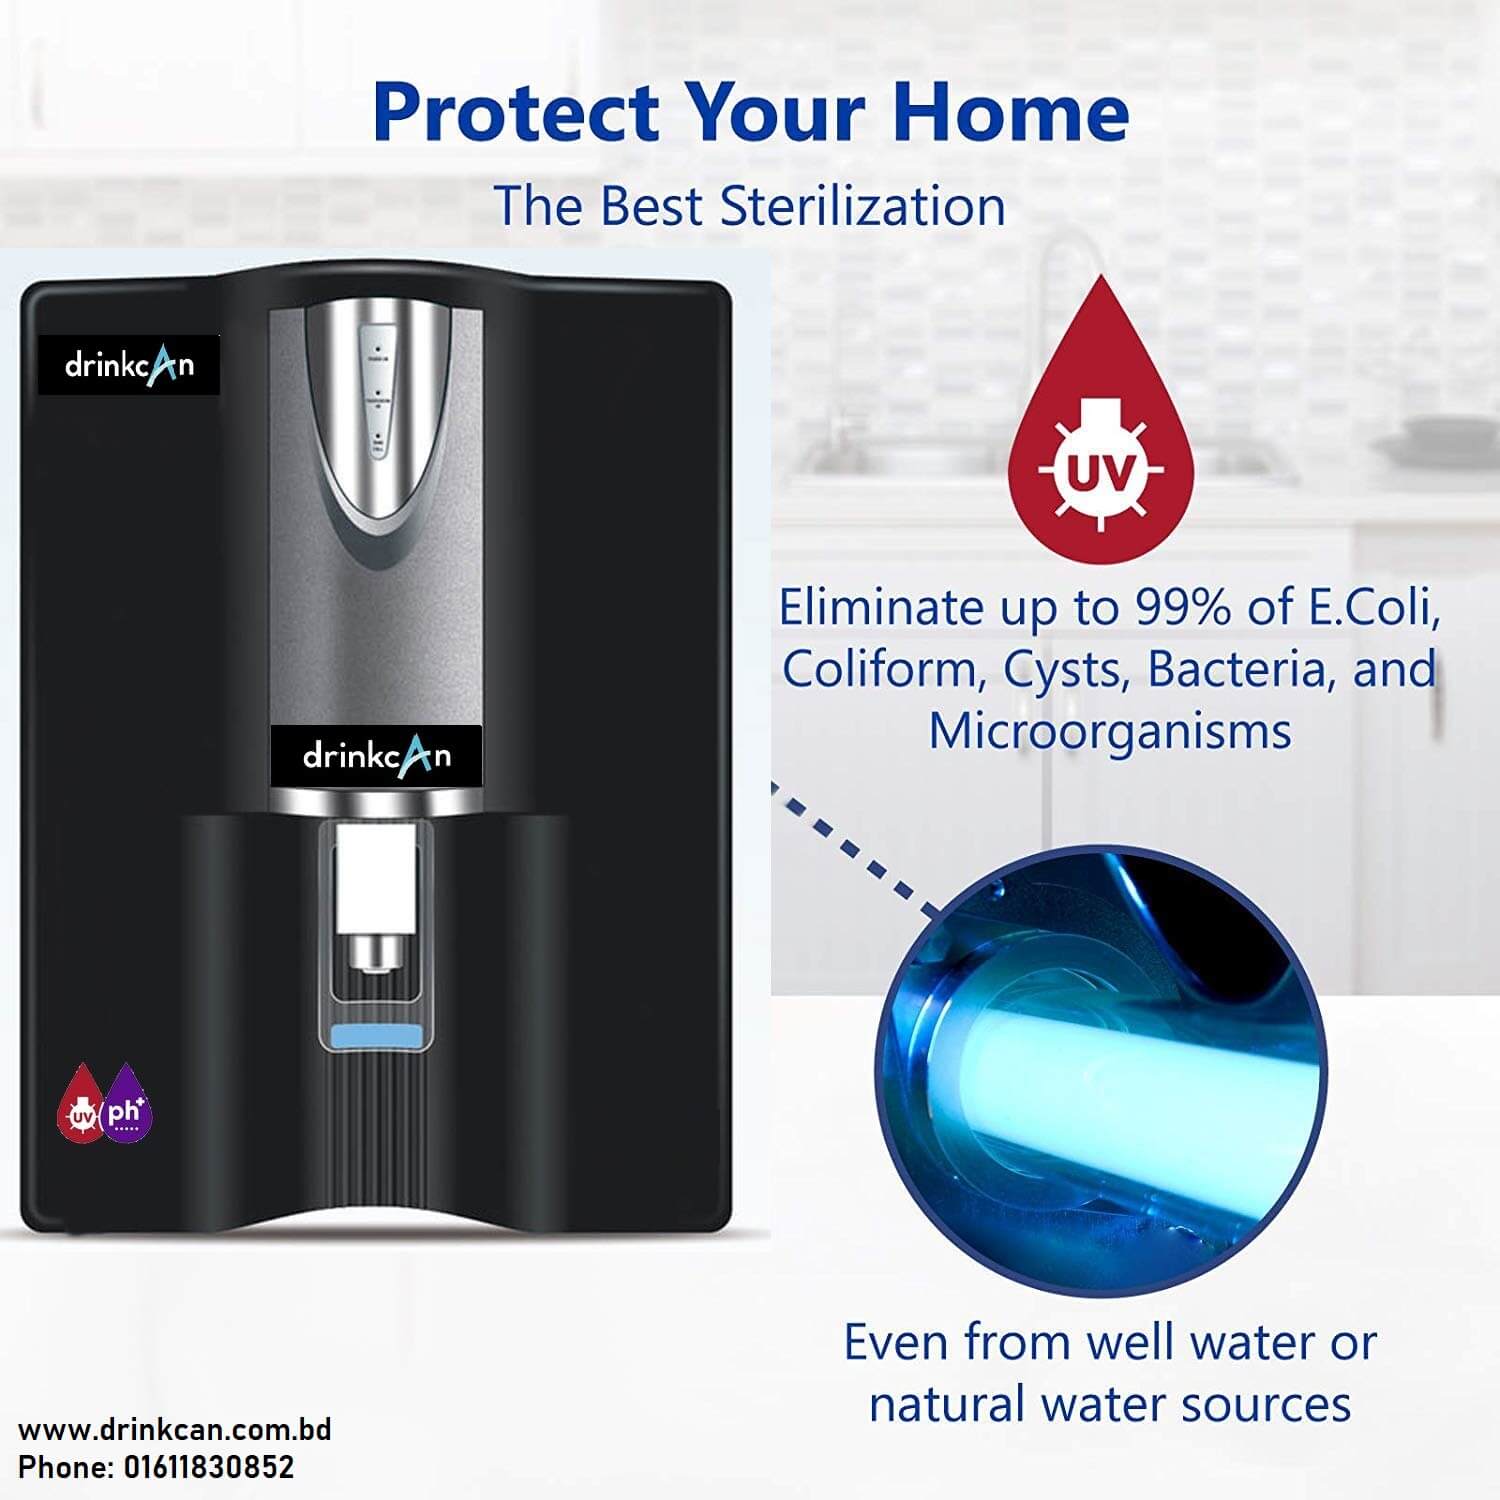 Protect Your Home
The Best Sterilization
drinkcAn
UV
Eliminate up to 99% of E.Coli,
Coliform, Cysts, Bacteria, and
Microorganisms
drinkcAn
UV
ph+
Even from well water or
natural water sources
www.drinkcan.com.bd
Phone: 01611830852